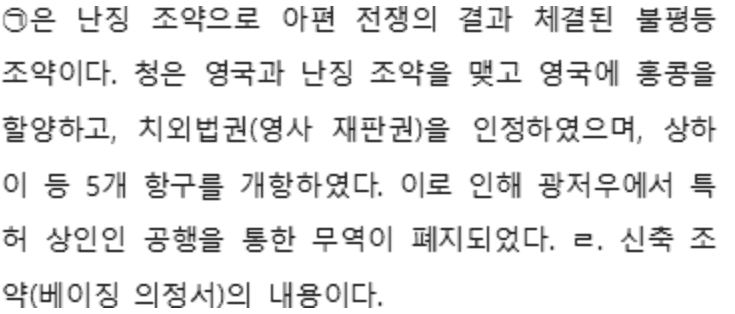 ㉠은 난징 조약으로 아편 전쟁의 결과 체결된 불평등
조약이다. 청은 영국과 난징 조약을 맺고 영국에 홍콩을
할양하고, 치외법권(영사 재판권)을 인정하였으며, 상하
이 등 5개 항구를 개항하였다. 이로 인해 광저우에서 특
허 상인인 공행을 통한 무역이 폐지되었다. ㄹ. 신축 조
약(베이징 의정서)의 내용이다.